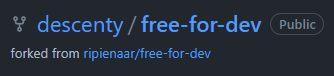 descenty / free-for-dev Public
forked from ripienaar/free-for-dev